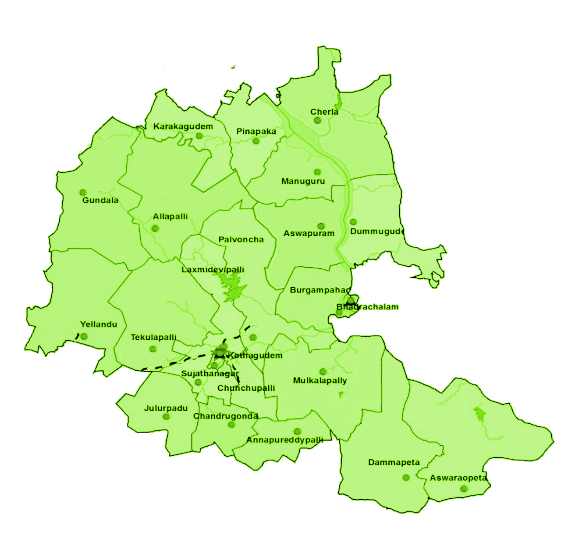 Cherla
Karakagudem
Pinapaka
Manuguru
Gundala
Allapalli
Aswapuram
Dummugude
Palvoncha
Laxmidevipalli
Burgampahad
Bhadrachalam
Yellandu
Tekulapalli
Kothagudem
Sujathanagar
Chunchupalli
Mulkalapally
Julurpadu
Chandrugonda
Annapureddypalli
Dammapeta
Aswaraopeta